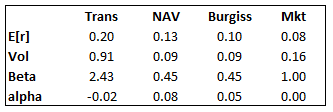 Trans NAV Burgiss Mkt
E[r] 0.20 0.13 0.10 0.08
Vol 0.91 0.09 0.09 0.16
Beta 2.43 0.45 0.45 1.00
alpha -0.02 0.08 0.05 0.00